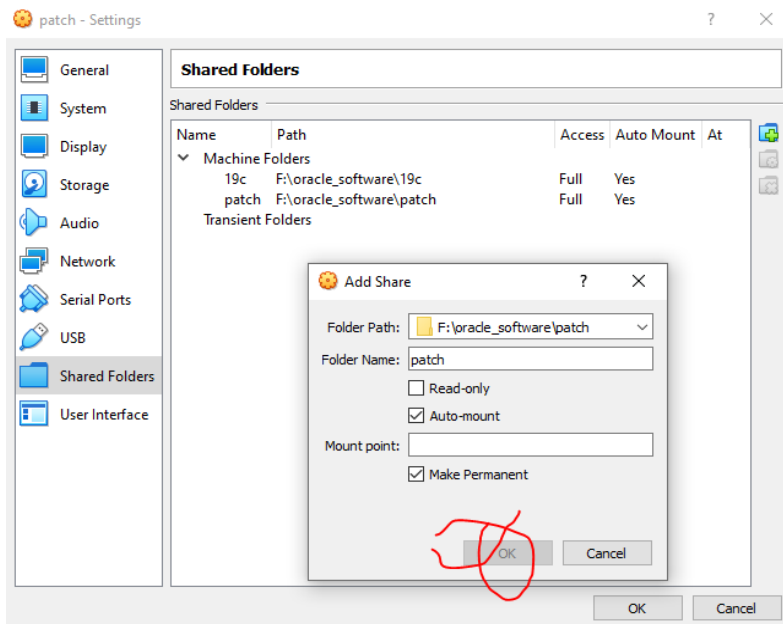 patch - Settings ? ×
General
System
Display
Storage
Audio
Network
Serial Ports
USB
Shared Folders
User Interface
Shared Folders
Shared Folders
Name Path Access Auto Mount At
Machine Folders
19c F:\oracle_software\19c Full Yes
patch F:\oracle_software\patch Full Yes
Transient Folders
Add Share ? ×
Folder Path: F:\oracle_software\patch
Folder Name: patch
Read-only
Auto-mount
Mount point:
Make Permanent
OK Cancel
OK Cancel